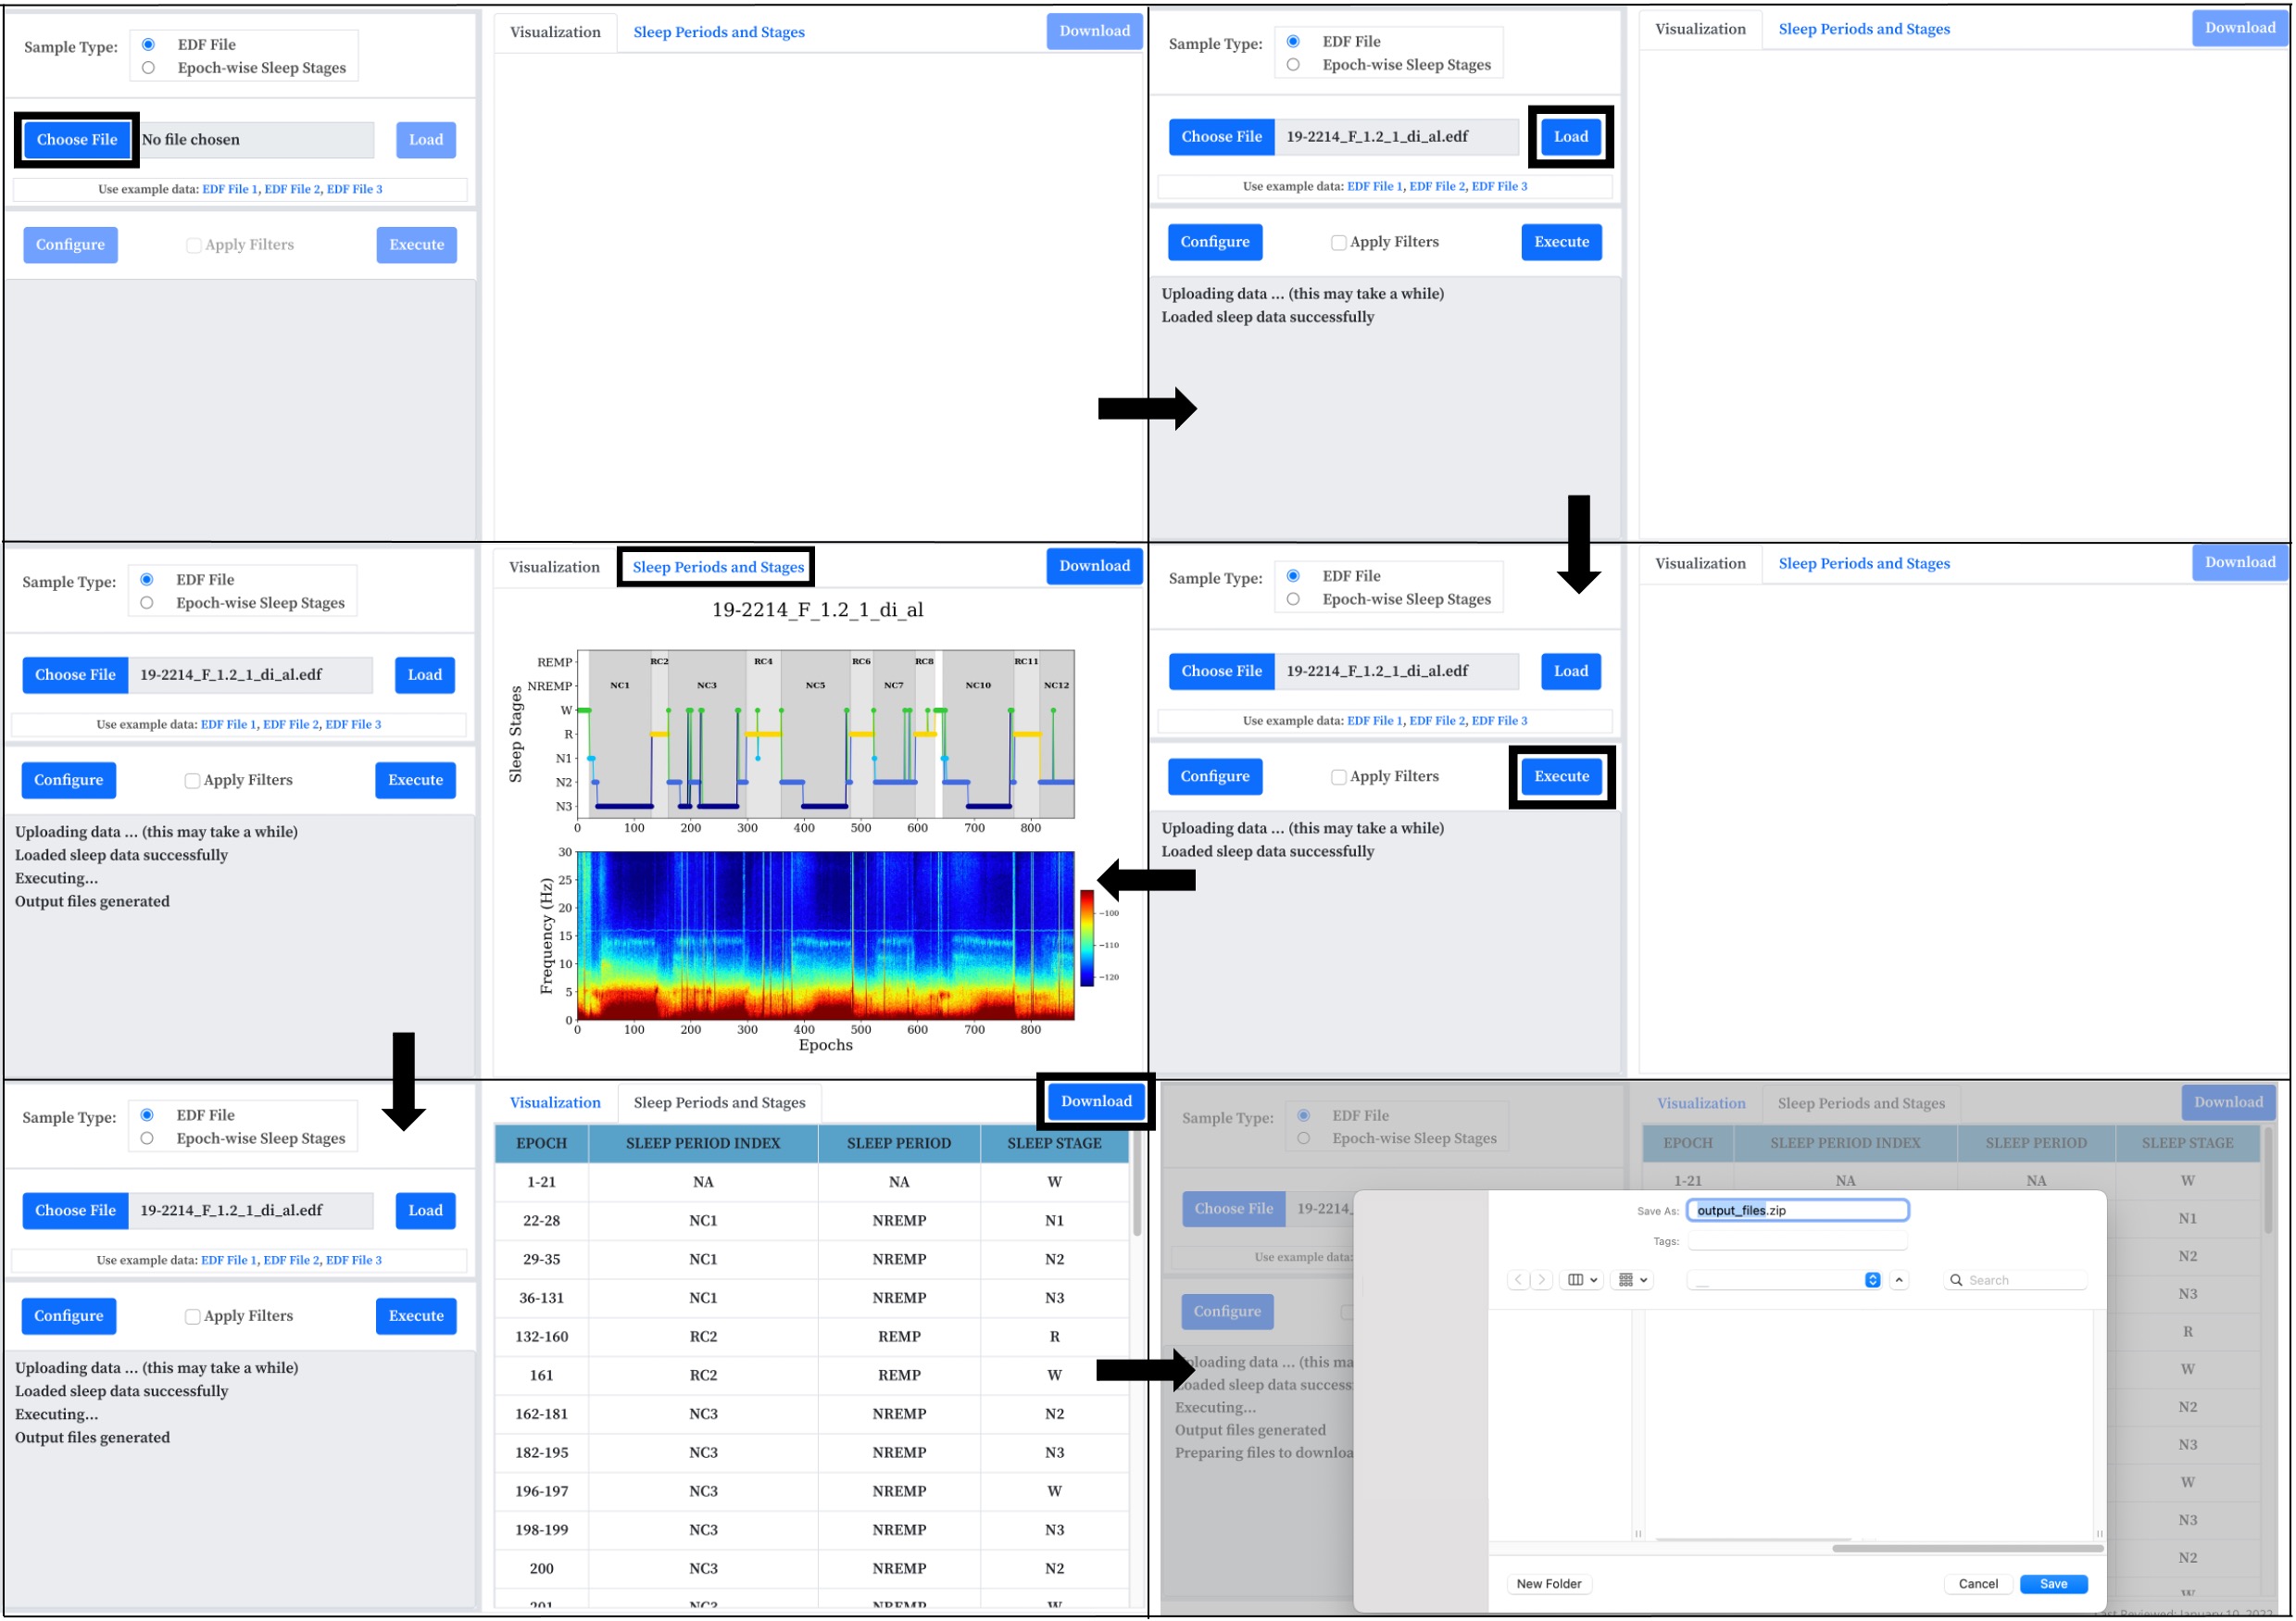 Sample Type:
EDF File
Epoch-wise Sleep Stages
Choose File No file chosen Load
Use example data: EDF File 1, EDF File 2, EDF File 3
Configure Apply Filters Execute
Visualization Sleep Periods and Stages Download
Sample Type:
EDF File
Epoch-wise Sleep Stages
Choose File 19-2214_F_1.2_1_di_al.edf Load
Use example data: EDF File 1, EDF File 2, EDF File 3
Configure Apply Filters Execute
Uploading data ... (this may take a while)
Loaded sleep data successfully
Visualization Sleep Periods and Stages Download
Sample Type:
EDF File
Epoch-wise Sleep Stages
Choose File 19-2214_F_1.2_1_di_al.edf Load
Use example data: EDF File 1, EDF File 2, EDF File 3
Configure Apply Filters Execute
Uploading data ... (this may take a while)
Loaded sleep data successfully
Executing...
Output files generated
Visualization Sleep Periods and Stages Download
19-2214_F_1.2_1_di_al
Sleep Stages
REMP RC2 RC4 RC6 RC8 RC11
NREMP NC1 NC3 NC5 NC7 NC10 NC12
W
R
N1
N2
N3
0 100 200 300 400 500 600 700 800
Frequency (Hz)
30
25
20
15
10
5
0
-100
-110
-120
0 100 200 300 400 500 600 700 800
Epochs
Sample Type:
EDF File
Epoch-wise Sleep Stages
Choose File 19-2214_F_1.2_1_di_al.edf Load
Use example data: EDF File 1, EDF File 2, EDF File 3
Configure Apply Filters Execute
Uploading data ... (this may take a while)
Loaded sleep data successfully
Visualization Sleep Periods and Stages Download
Sample Type:
EDF File
Epoch-wise Sleep Stages
Choose File 19-2214_F_1.2_1_di_al.edf Load
Use example data: EDF File 1, EDF File 2, EDF File 3
Configure Apply Filters Execute
Uploading data ... (this may take a while)
Loaded sleep data successfully
Executing...
Output files generated
Visualization Sleep Periods and Stages Download
EPOCH SLEEP PERIOD INDEX SLEEP PERIOD SLEEP STAGE
1-21 NA NA W
22-28 NC1 NREMP N1
29-35 NC1 NREMP N2
36-131 NC1 NREMP N3
132-160 RC2 REMP R
161 RC2 REMP W
162-181 NC3 NREMP N2
182-195 NC3 NREMP N3
196-197 NC3 NREMP W
198-199 NC3 NREMP N3
200 NC3 NREMP N2
201 NC3 NREMP W
Sample Type:
EDF File
Epoch-wise Sleep Stages
Choose File 19-2214_
Use example data:
Configure
Uploading data ... (this ma
Loaded sleep data success
Executing...
Output files generated
Preparing files to downloa
Visualization Sleep Periods and Stages Download
EPOCH SLEEP PERIOD INDEX SLEEP PERIOD SLEEP STAGE
1-21 NA NA W
N1
N2
N3
R
W
N2
N3
W
N3
N2
W
Save As: output_files.zip
Tags:
Search
New Folder Cancel Save
Last Reviewed: January 10, 2022